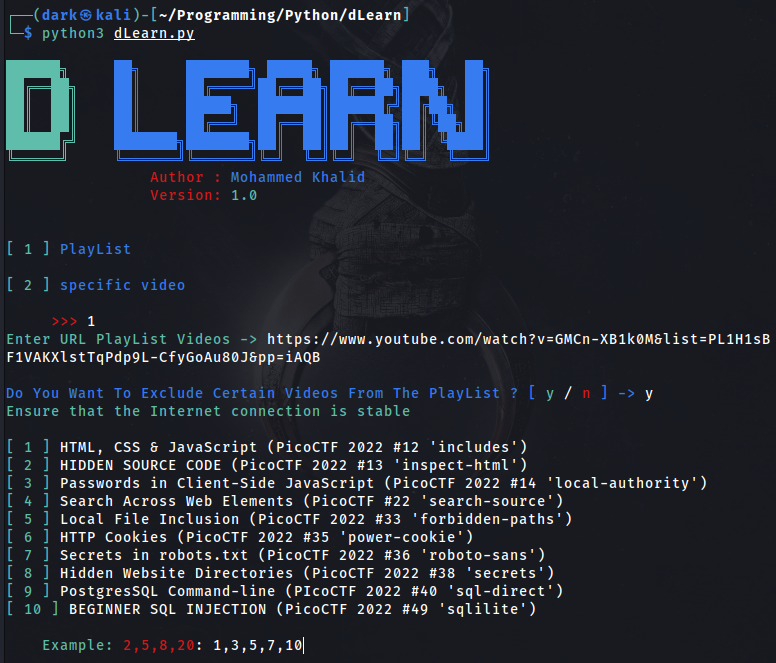 (dark㉿kali)-[~/Programming/Python/dLearn]
$ python3 dLearn.py
D LEARN
Author : Mohammed Khalid
Version: 1.0
[ 1 ] PlayList
[ 2 ] specific video
>>> 1
Enter URL PlayList Videos -> https://www.youtube.com/watch?v=GMCn-XB1k0M&list=PL1H1sB
F1VAKXlstTqPdp9L-CfyGoAu80J&pp=iAQB
Do You Want To Exclude Certain Videos From The PlayList ? [ y / n ] -> y
Ensure that the Internet connection is stable
[ 1 ] HTML, CSS & JavaScript (PicoCTF 2022 #12 'includes')
[ 2 ] HIDDEN SOURCE CODE (PicoCTF 2022 #13 'inspect-html')
[ 3 ] Passwords in Client-Side JavaScript (PicoCTF 2022 #14 'local-authority')
[ 4 ] Search Across Web Elements (PicoCTF #22 'search-source')
[ 5 ] Local File Inclusion (PicoCTF 2022 #33 'forbidden-paths')
[ 6 ] HTTP Cookies (PicoCTF #35 'power-cookie')
[ 7 ] Secrets in robots.txt (PicoCTF 2022 #36 'roboto-sans')
[ 8 ] Hidden Website Directories (PicoCTF 2022 #38 'secrets')
[ 9 ] PostgresSQL Command-line (PIcoCTF 2022 #40 'sql-direct')
[ 10 ] BEGINNER SQL INJECTION (PicoCTF 2022 #49 'sqlilite')
Example: 2,5,8,20: 1,3,5,7,10